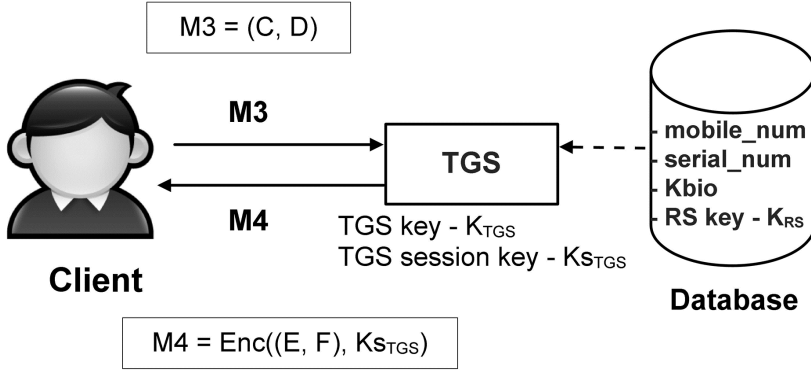 M3 = (C, D)
M3
TGS
- mobile_num
- serial_num
- Kbio
- RS key - KRS
M4
TGS key - KTGS
TGS session key - KsTGS
Client
Database
M4 = Enc((E, F), KsTGS)